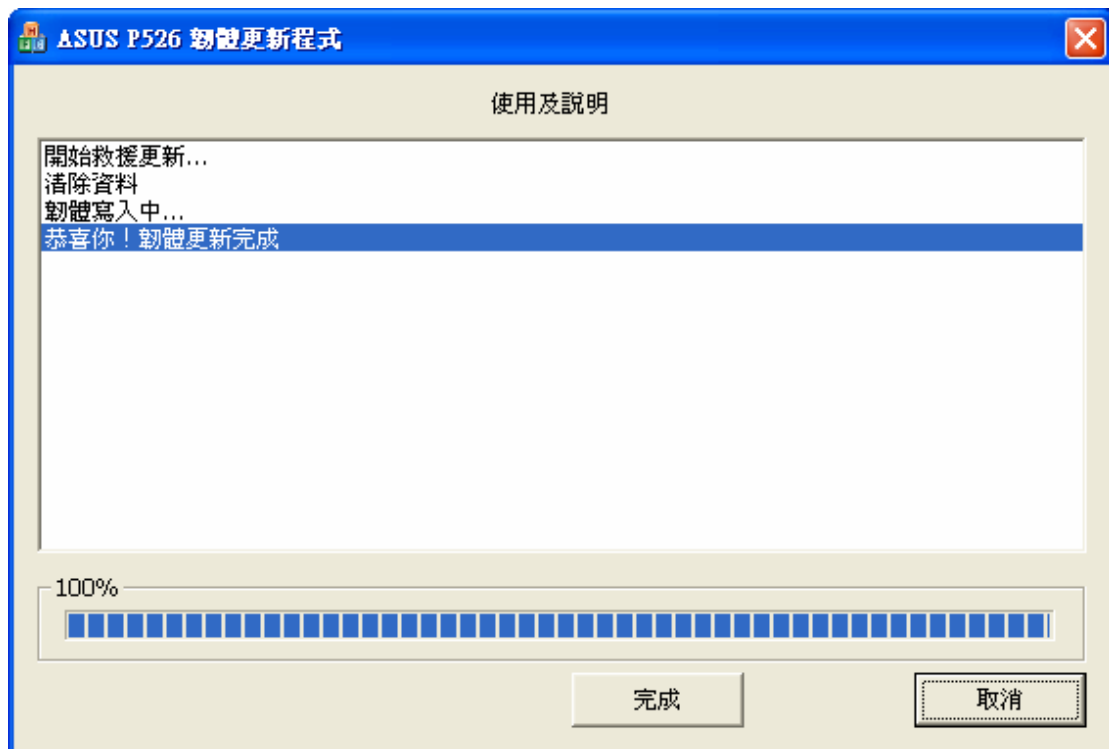 ASUS P526 韌體更新程式
使用及說明
開始救援更新...
清除資料
韌體寫入中...
恭喜你！韌體更新完成
100%
完成
取消